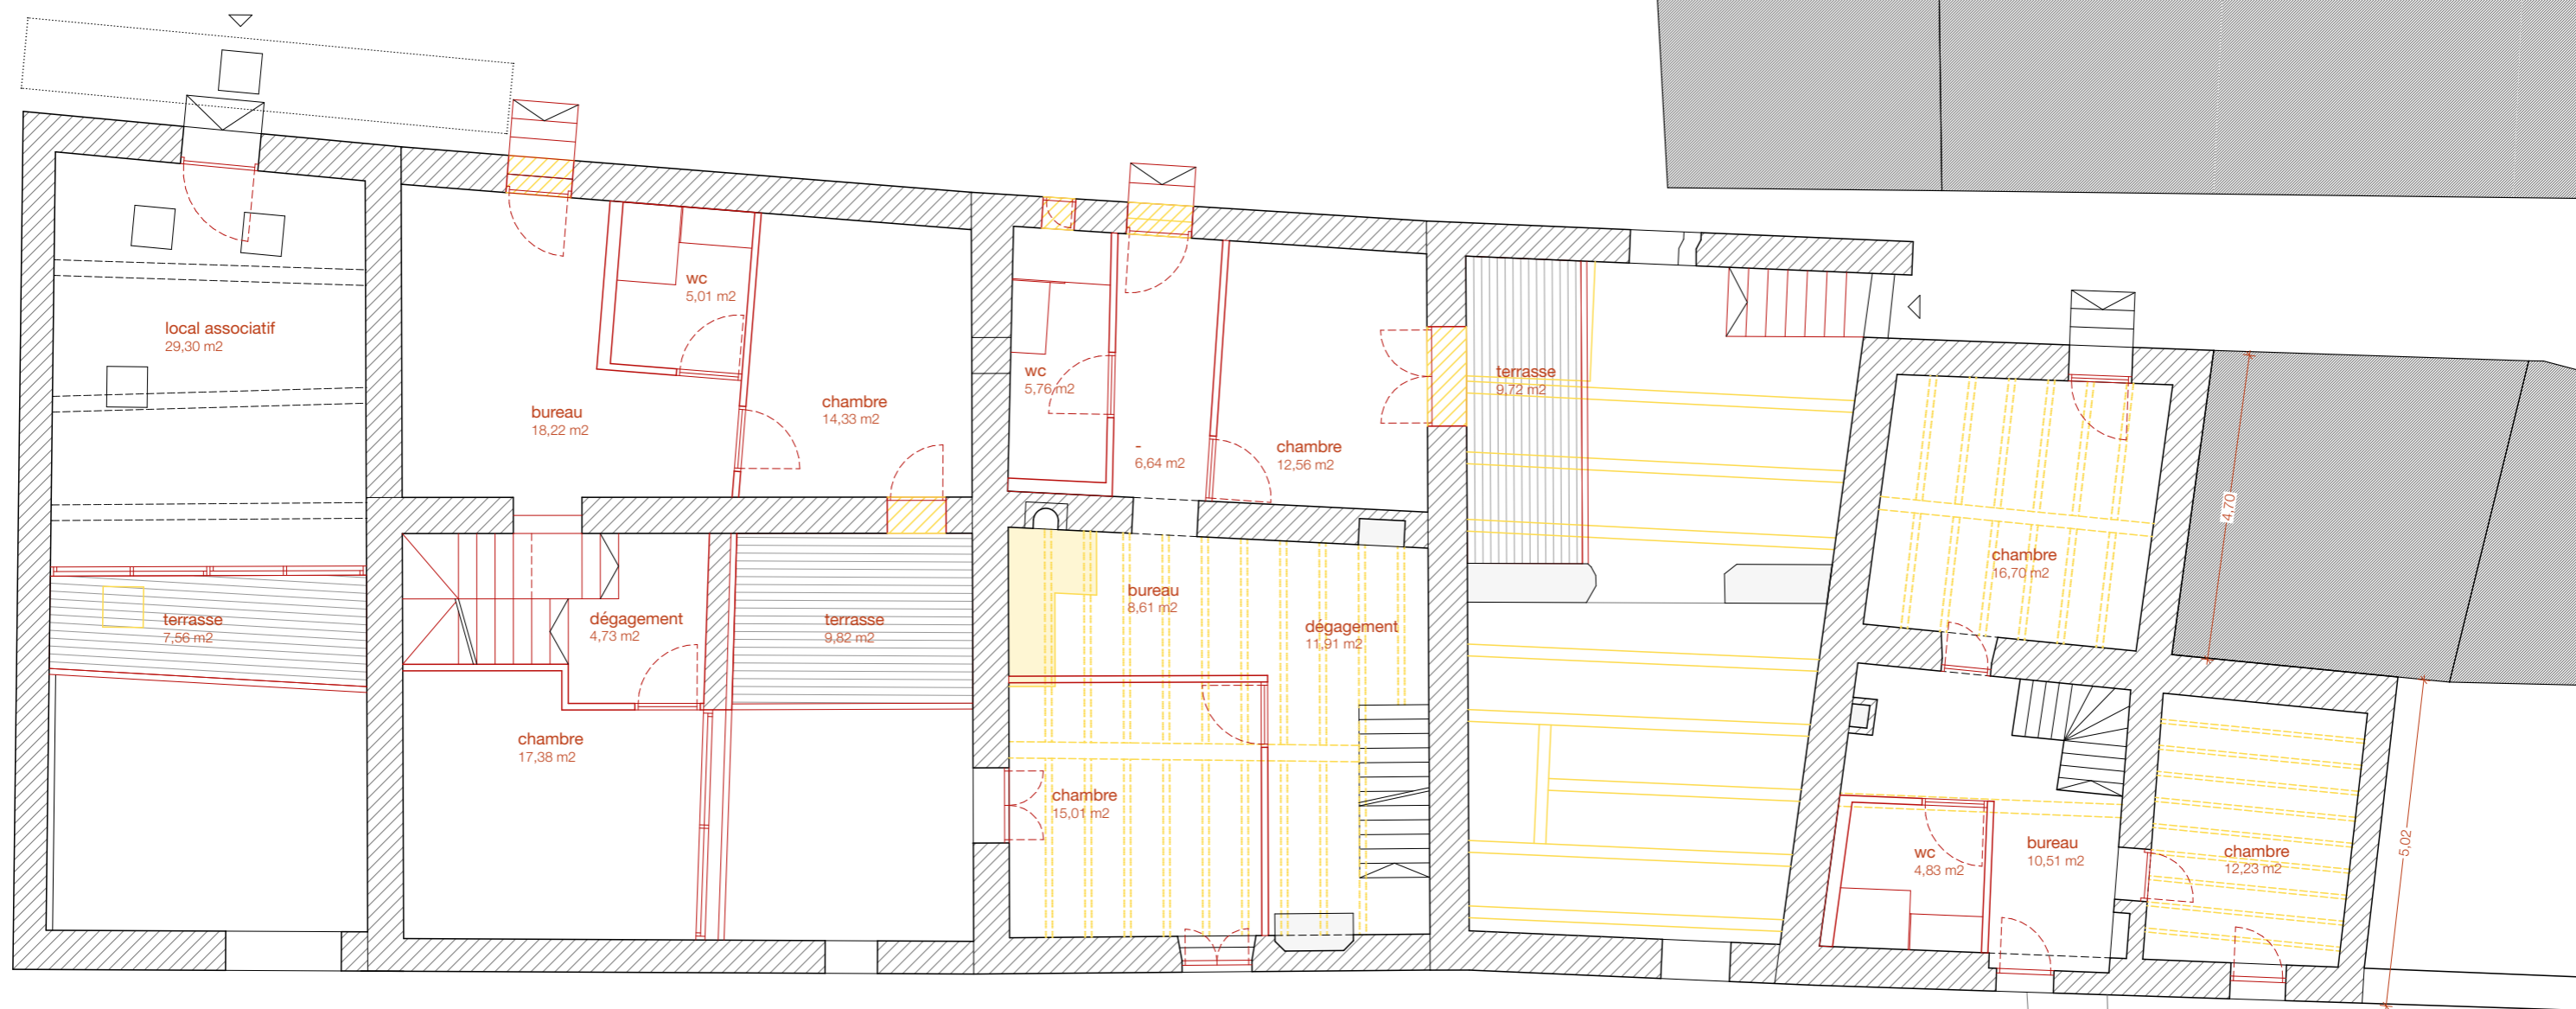 local associatif
29,30 m2
terrasse
7,56 m2
bureau
18,22 m2
wc
5,01 m2
chambre
14,33 m2
dégagement
4,73 m2
terrasse
9,82 m2
chambre
17,38 m2
wc
5,76 m2
-
6,64 m2
chambre
12,56 m2
bureau
8,61 m2
dégagement
11,91 m2
chambre
15,01 m2
terrasse
9,72 m2
chambre
16,70 m2
4,70
wc
4,83 m2
bureau
10,51 m2
chambre
12,23 m2
5,02